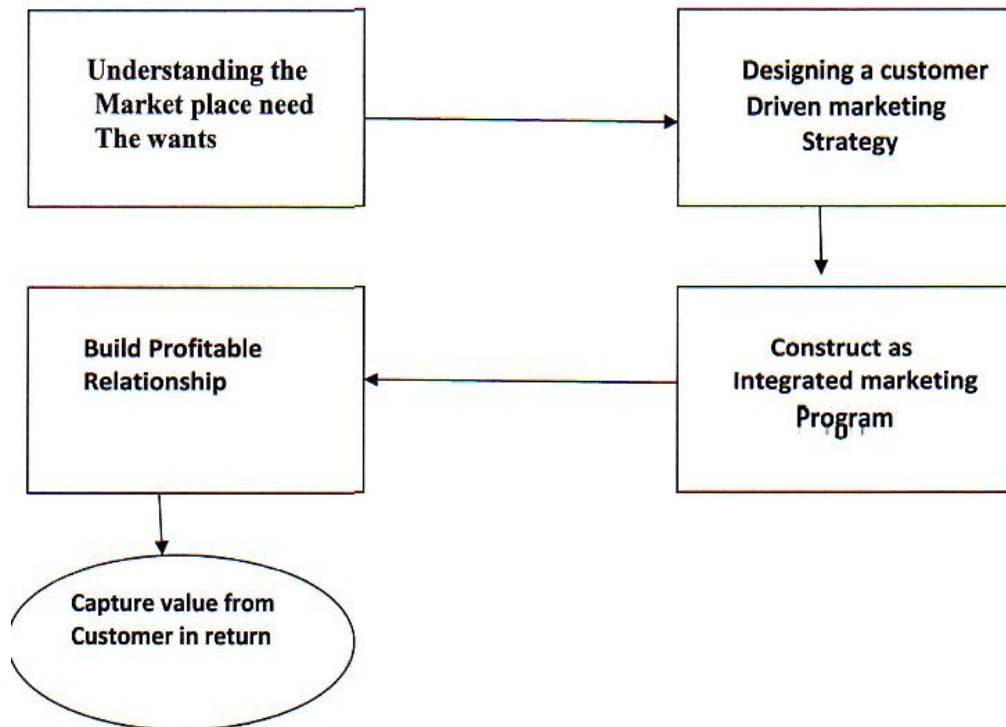 Understanding the
Market place need
The wants
Designing a customer
Driven marketing
Strategy
Construct as
Integrated marketing
Program
Build Profitable
Relationship
Capture value from
Customer in return